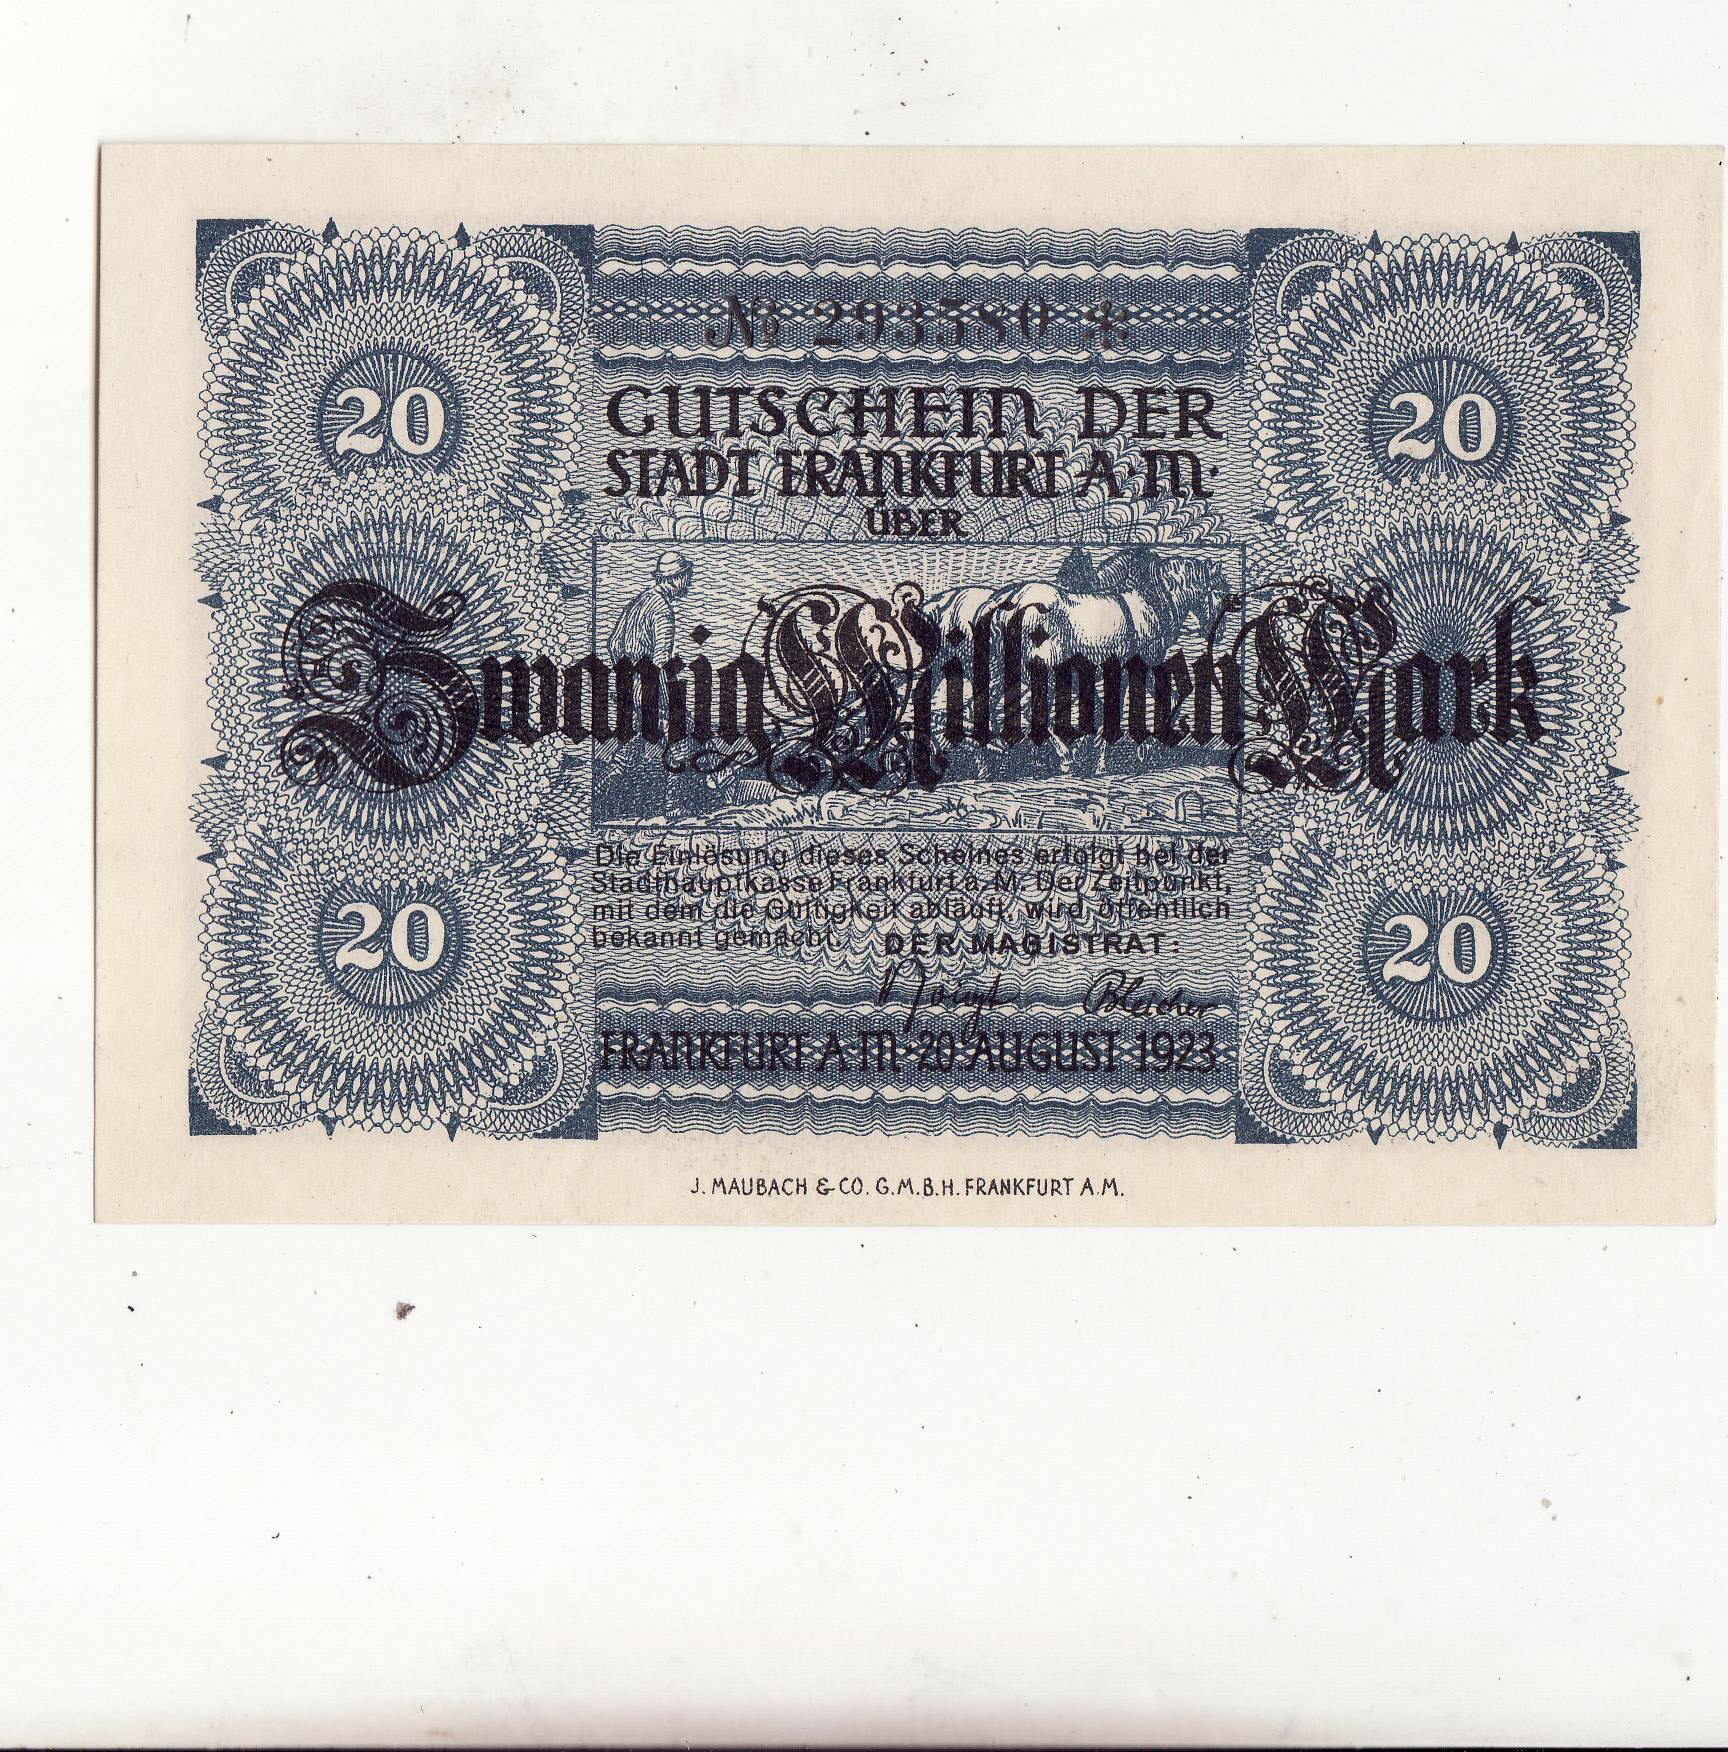 20
20
№ 293580 *
GUTSCHEIN DER
STADT FRANKFURT A M·
ÜBER
Zwanzig Millionen Mark
Die Einlösung dieses Scheines erfolgt bei der
Stadthauptkasse Frankfurt a. M. Der Zeitpunkt,
mit dem die Gültigkeit abläuft, wird öffentlich
bekannt gemacht. DER MAGISTRAT:
Voigt Bleicher
20
20
FRANKFURT A·M·20·AUGUST 1923
J. MAUBACH & CO. G.M.B.H. FRANKFURT A.M.